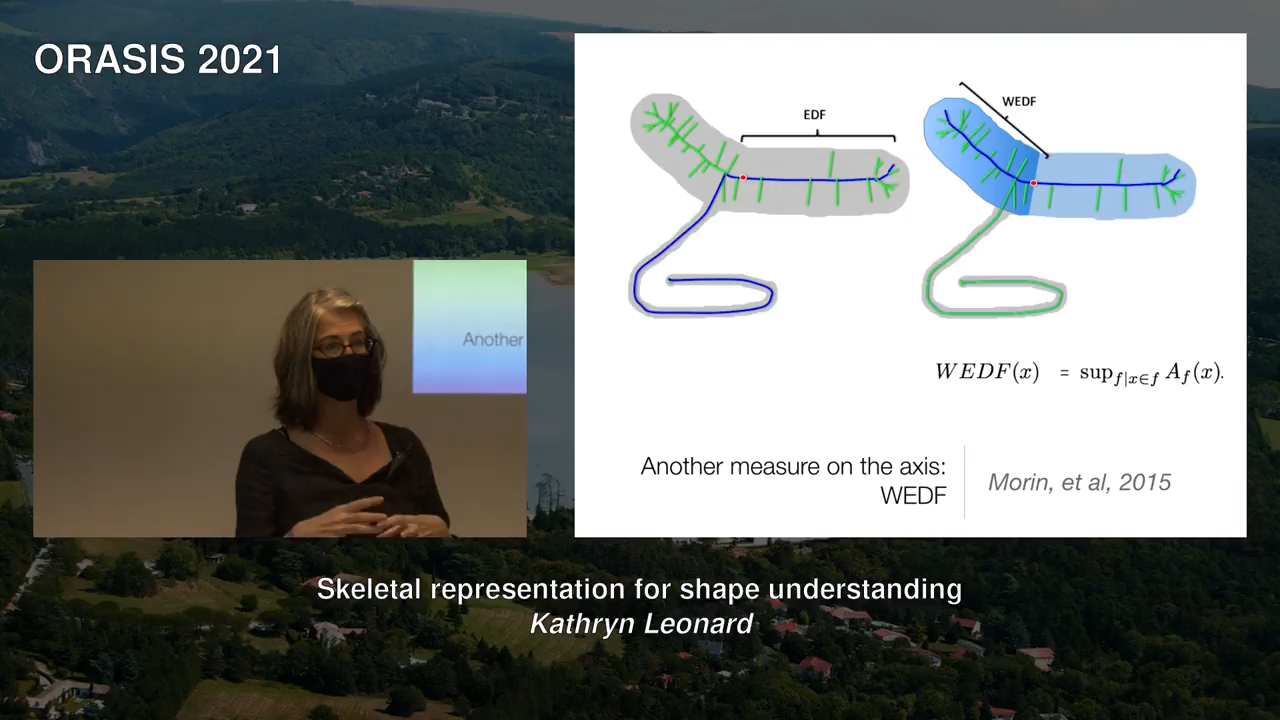 ORASIS 2021
EDF
WEDF
Another
WEDF(x) = sup_{f|x∈f} A_f(x).
Another measure on the axis:
WEDF
Morin, et al, 2015
Skeletal representation for shape understanding
Kathryn Leonard